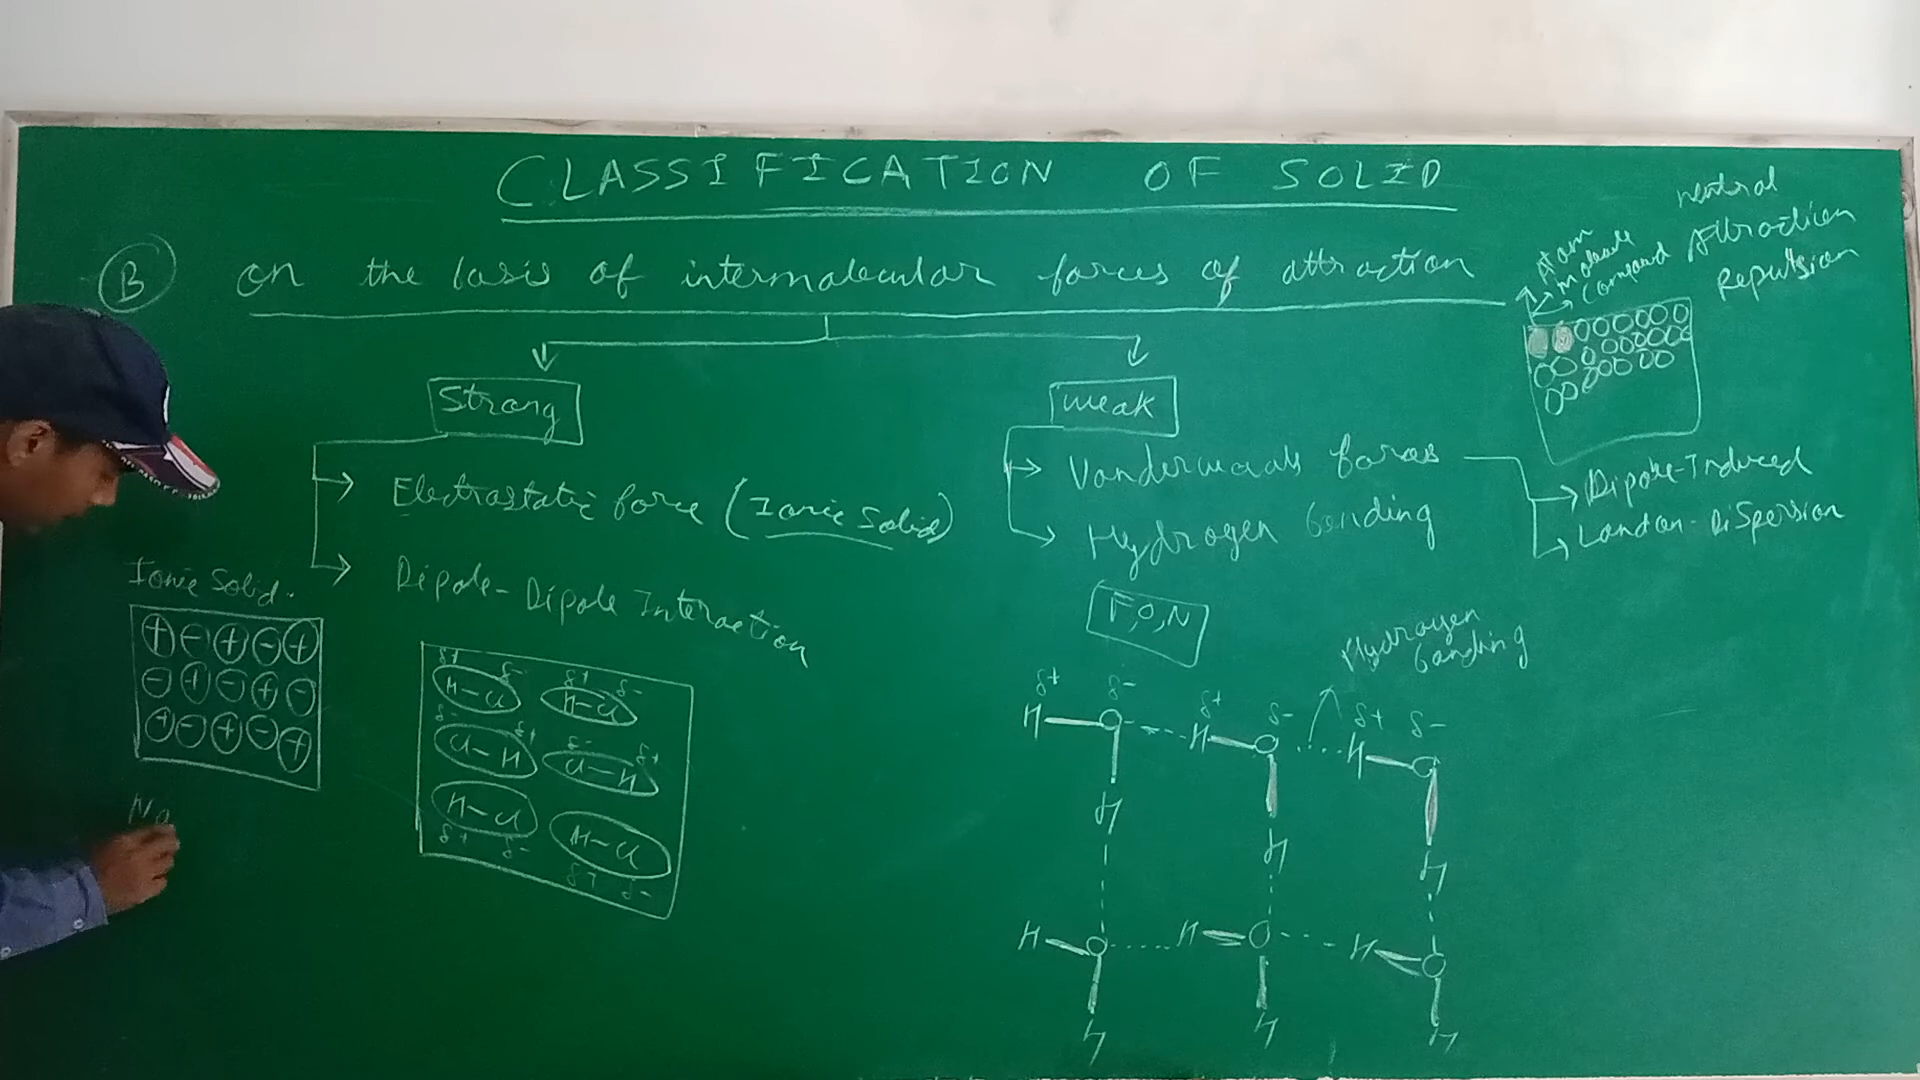 CLASSIFICATION OF SOLID
(B) on the basis of intermolecular forces of attraction
Strong
Electrostatic force (Ionic Solid)
Dipole-Dipole Interaction
Weak
Vanderwaals forces
Hydrogen bonding
Dipole-Induced
London-Dispersion
neutral
Attraction
Repulsion
Atom
Molecule
Compound
Ionic Solid.
+ - + - +
- + - + -
+ - + - +
Na
δ+ δ- δ+ δ-
H-Cl H-Cl
δ- δ+ δ- δ+
Cl-H Cl-H
H-Cl H-Cl
δ+ δ- δ+ δ-
F,O,N
Hydrogen
bonding
δ+ δ- δ+ δ- δ+ δ-
H-O---H-O....H-O
H H H
H-O.....H-O---H-O
H H H